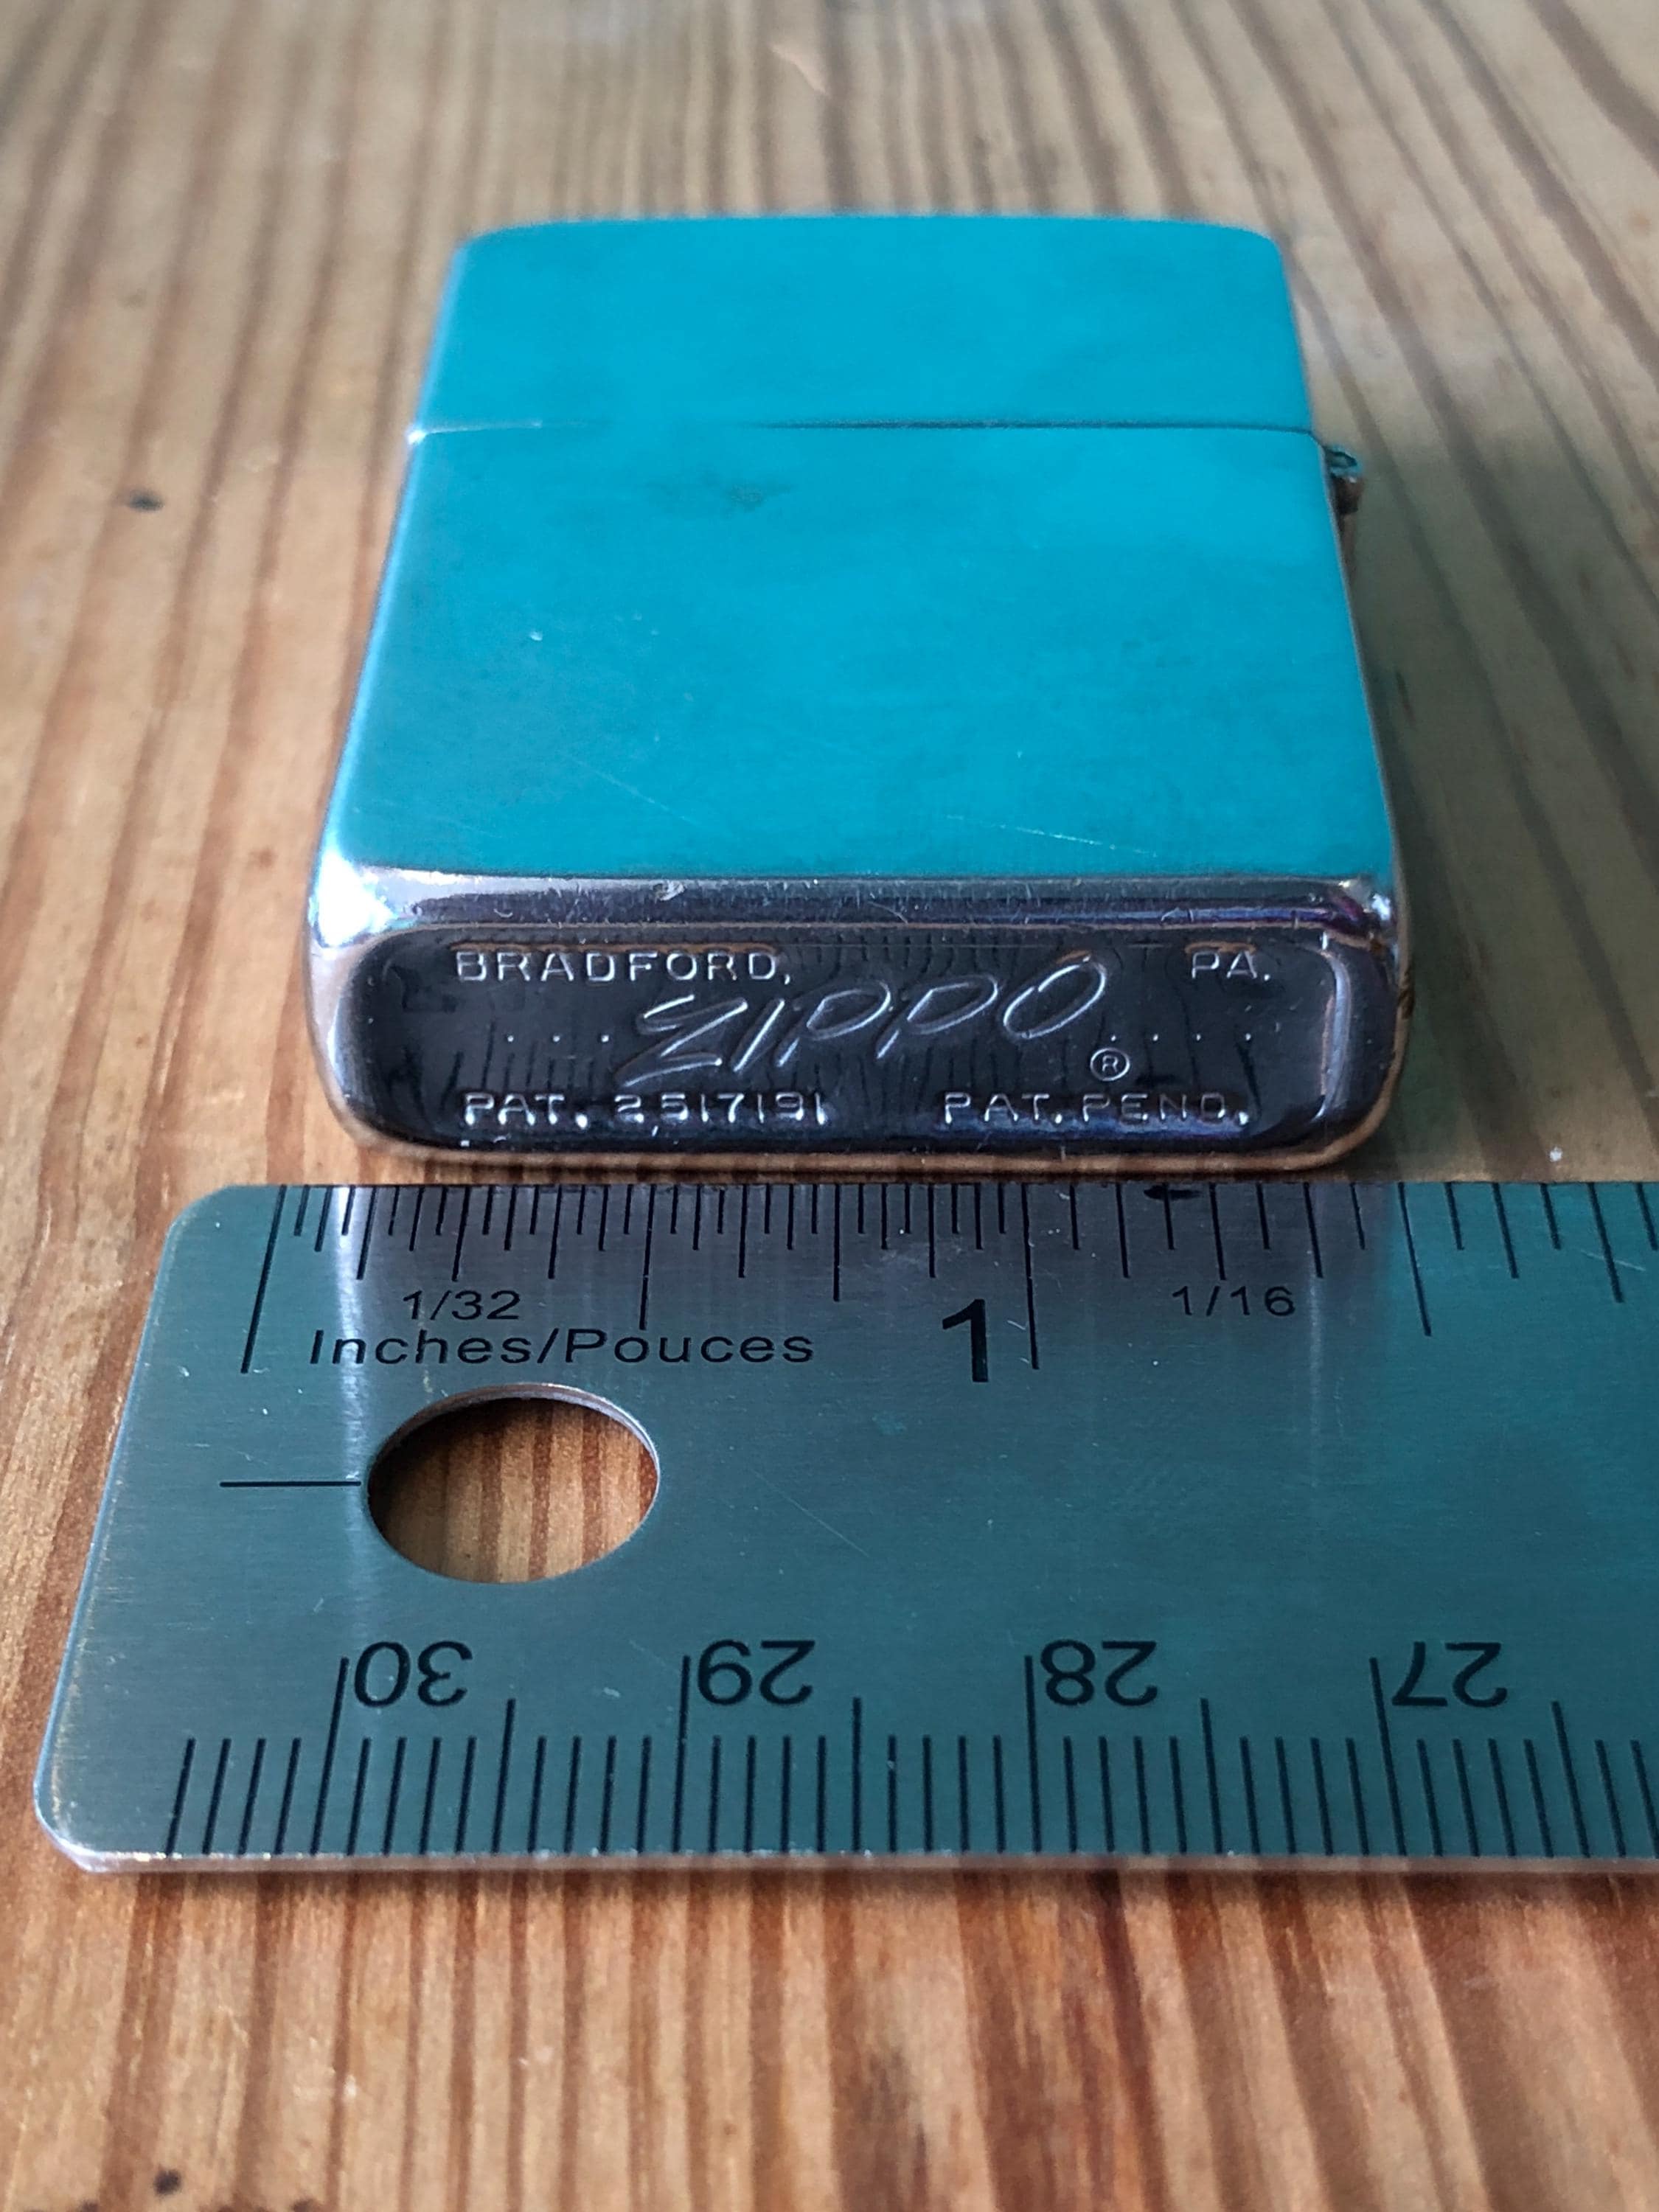 BRADFORD, PA.
.... Zippo ® ....
PAT. 2517191 PAT. PEND.
1/32 1 1/16
Inches/Pouces
30 29 28 27